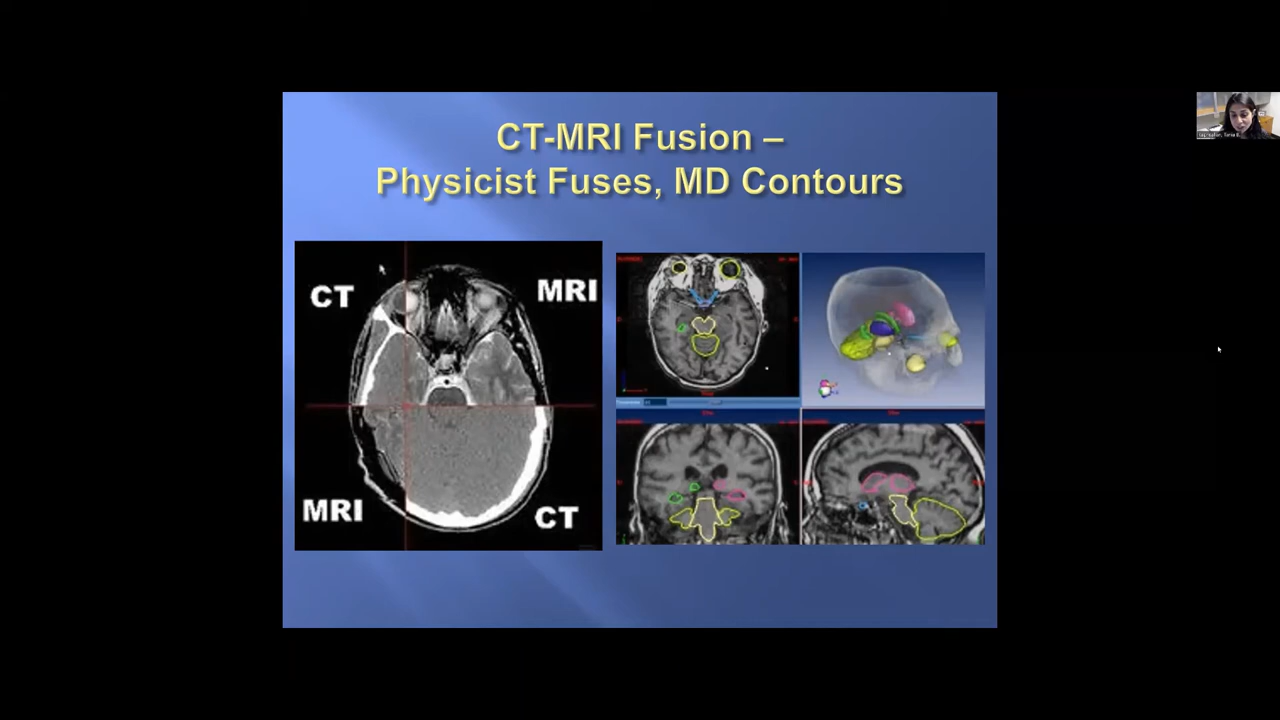 CT-MRI Fusion –
Physicist Fuses, MD Contours
CT
MRI
MRI
CT